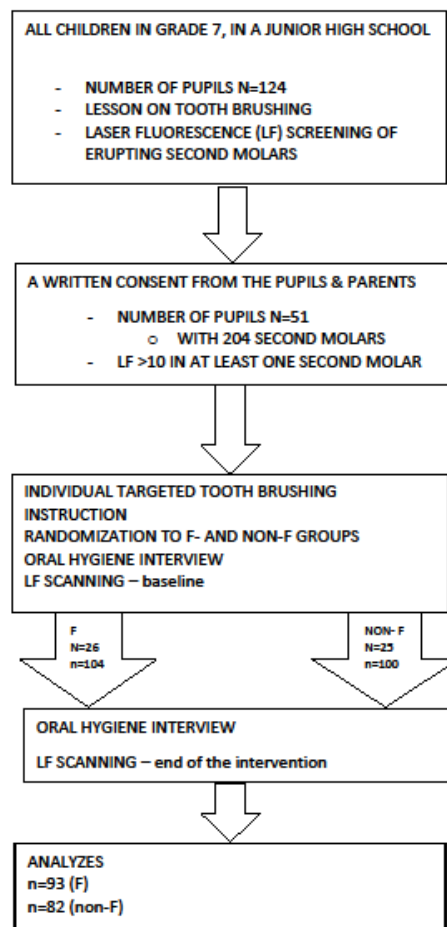 ALL CHILDREN IN GRADE 7, IN A JUNIOR HIGH SCHOOL
- NUMBER OF PUPILS N=124
- LESSON ON TOOTH BRUSHING
- LASER FLUORESCENCE (LF) SCREENING OF
ERUPTING SECOND MOLARS
A WRITTEN CONSENT FROM THE PUPILS & PARENTS
- NUMBER OF PUPILS N=51
o WITH 204 SECOND MOLARS
- LF >10 IN AT LEAST ONE SECOND MOLAR
INDIVIDUAL TARGETED TOOTH BRUSHING
INSTRUCTION
RANDOMIZATION TO F- AND NON-F GROUPS
ORAL HYGIENE INTERVIEW
LF SCANNING – baseline
F
N=26
n=104
NON- F
N=25
n=100
ORAL HYGIENE INTERVIEW
LF SCANNING – end of the intervention
ANALYZES
n=93 (F)
n=82 (non-F)